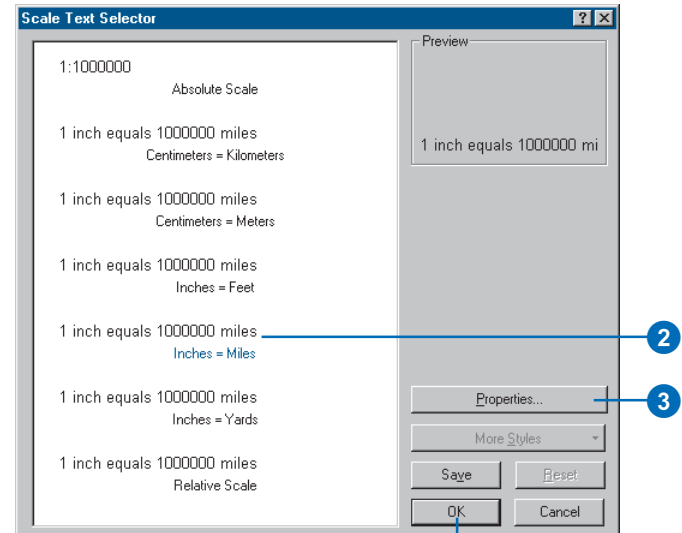 Scale Text Selector
1:1000000
Absolute Scale
1 inch equals 1000000 miles
Centimeters = Kilometers
1 inch equals 1000000 miles
Centimeters = Meters
1 inch equals 1000000 miles
Inches = Feet
1 inch equals 1000000 miles
Inches = Miles
1 inch equals 1000000 miles
Inches = Yards
1 inch equals 1000000 miles
Relative Scale
Preview
1 inch equals 1000000 mi
2
Properties...
3
More Styles
Save
Reset
OK
Cancel